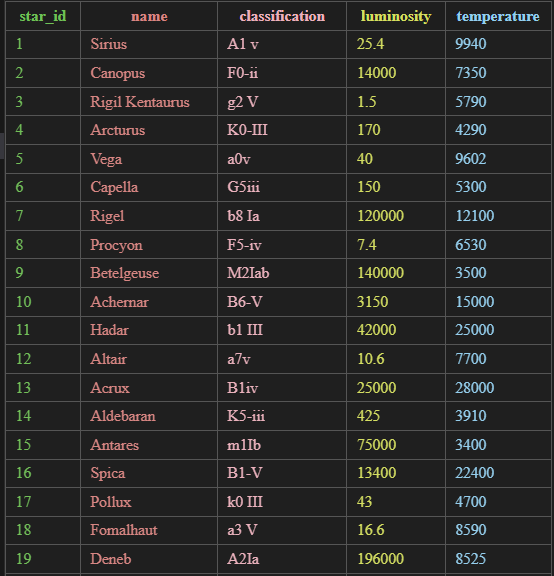 star_id name classification luminosity temperature
1 Sirius A1 v 25.4 9940
2 Canopus F0-ii 14000 7350
3 Rigil Kentaurus g2 V 1.5 5790
4 Arcturus K0-III 170 4290
5 Vega a0v 40 9602
6 Capella G5iii 150 5300
7 Rigel b8 Ia 120000 12100
8 Procyon F5-iv 7.4 6530
9 Betelgeuse M2Iab 140000 3500
10 Achernar B6-V 3150 15000
11 Hadar b1 III 42000 25000
12 Altair a7v 10.6 7700
13 Acrux B1iv 25000 28000
14 Aldebaran K5-iii 425 3910
15 Antares m1Ib 75000 3400
16 Spica B1-V 13400 22400
17 Pollux k0 III 43 4700
18 Fomalhaut a3 V 16.6 8590
19 Deneb A2Ia 196000 8525